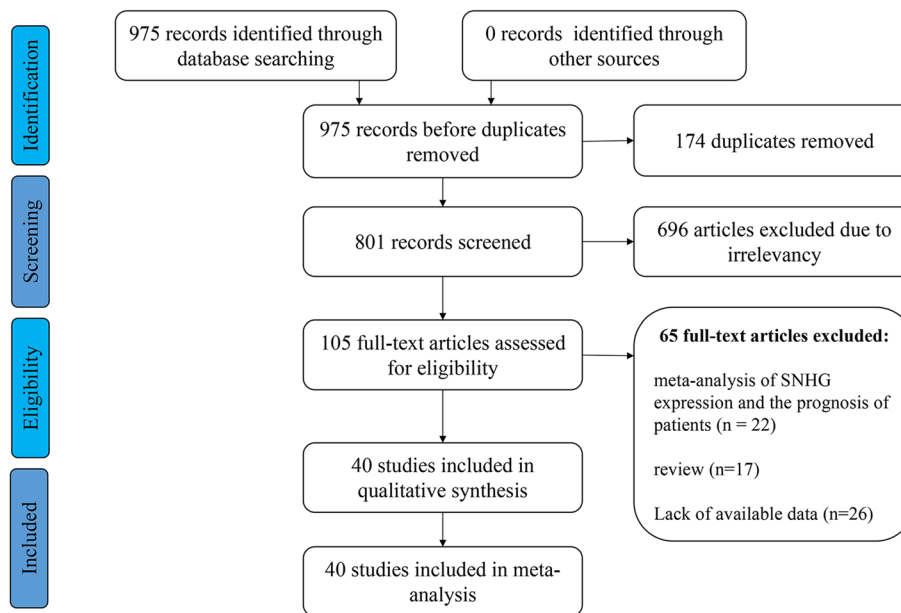 975 records identified through
database searching
0 records identified through
other sources
Identification
975 records before duplicates
removed
174 duplicates removed
Screening
801 records screened
696 articles excluded due to
irrelevancy
Eligibility
105 full-text articles assessed
for eligibility
65 full-text articles excluded:
meta-analysis of SNHG
expression and the prognosis of
patients (n = 22)
review (n=17)
Lack of available data (n=26)
Included
40 studies included in
qualitative synthesis
40 studies included in meta-
analysis